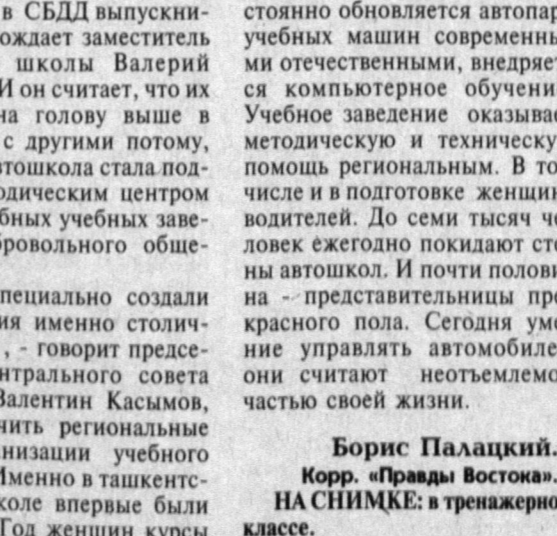 в СБДД выпускни-
ождает заместитель
школы Валерий
И он считает, что их
на голову выше в
с другими потому,
втошкола стала под-
одическим центром
бных учебных заве-
бровольного обще-
пециально создали
ия именно столич-
, - говорит предсе-
нтрального совета
Валентин Касымов,
чить региональные
низации учебного
Именно в ташкентс-
коле впервые были
Год женщин курсы
стоянно обновляется автопар
учебных машин современны
ми отечественными, внедряет
ся компьютерное обучени
Учебное заведение оказывае
методическую и техническу
помощь региональным. В то
числе и в подготовке женщин
водителей. До семи тысяч че
ловек ежегодно покидают сте
ны автошкол. И почти полови
на - представительницы пре
красного пола. Сегодня уме
ние управлять автомобиле
они считают неотъемлемо
частью своей жизни.
Борис Палацкий.
Корр. «Правды Востока».
НА СНИМКЕ: в тренажерно
классе.